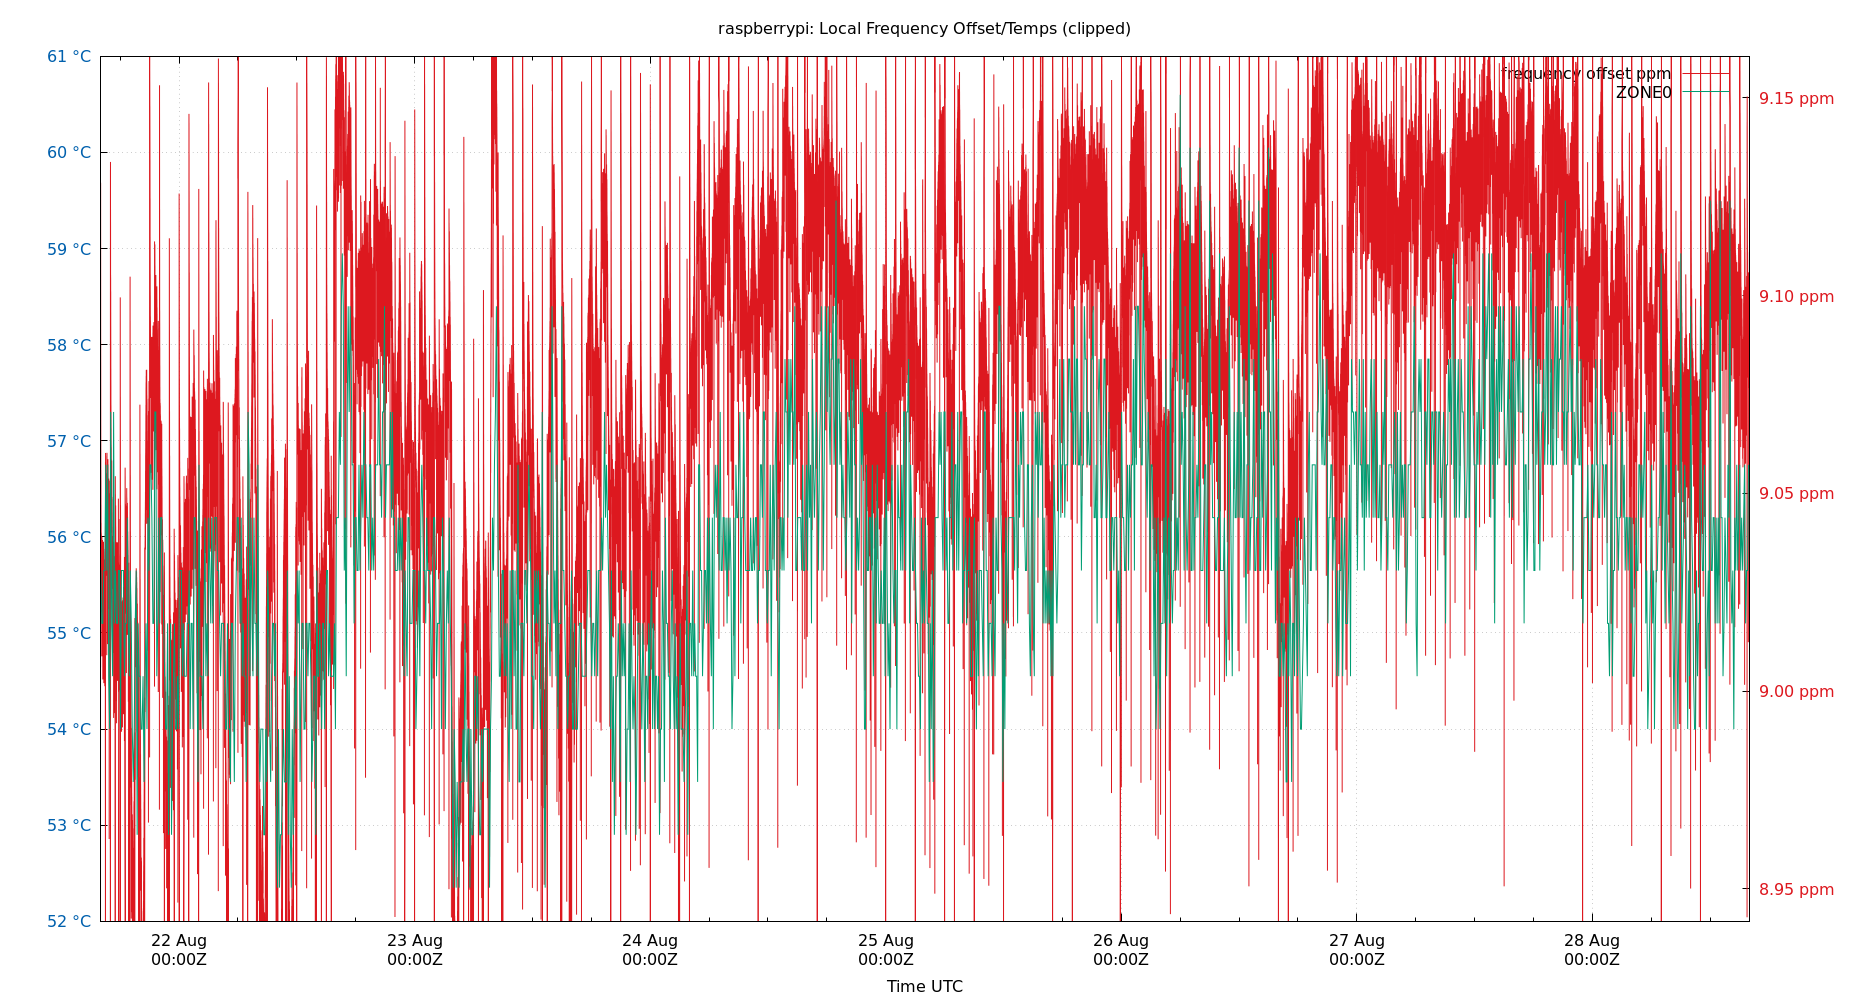 raspberrypi: Local Frequency Offset/Temps (clipped)
61 °C
60 °C
59 °C
58 °C
57 °C
56 °C
55 °C
54 °C
53 °C
52 °C
frequency offset ppm
ZONE0
9.15 ppm
9.10 ppm
9.05 ppm
9.00 ppm
8.95 ppm
22 Aug
00:00Z
23 Aug
00:00Z
24 Aug
00:00Z
25 Aug
00:00Z
26 Aug
00:00Z
27 Aug
00:00Z
28 Aug
00:00Z
Time UTC